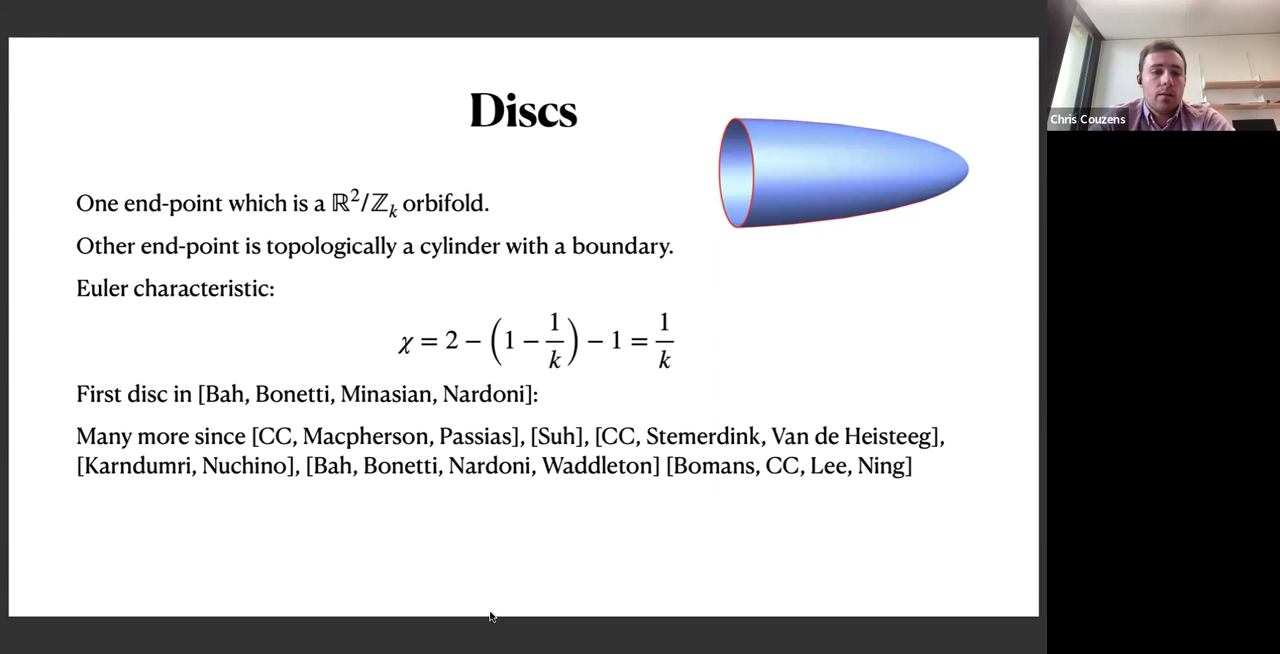 Discs
One end-point which is a ℝ²/ℤₖ orbifold.
Other end-point is topologically a cylinder with a boundary.
Euler characteristic:
χ = 2 − (1 − 1/k) − 1 = 1/k
First disc in [Bah, Bonetti, Minasian, Nardoni]:
Many more since [CC, Macpherson, Passias], [Suh], [CC, Stemerdink, Van de Heisteeg],
[Karndumri, Nuchino], [Bah, Bonetti, Nardoni, Waddleton] [Bomans, CC, Lee, Ning]
Chris Couzens